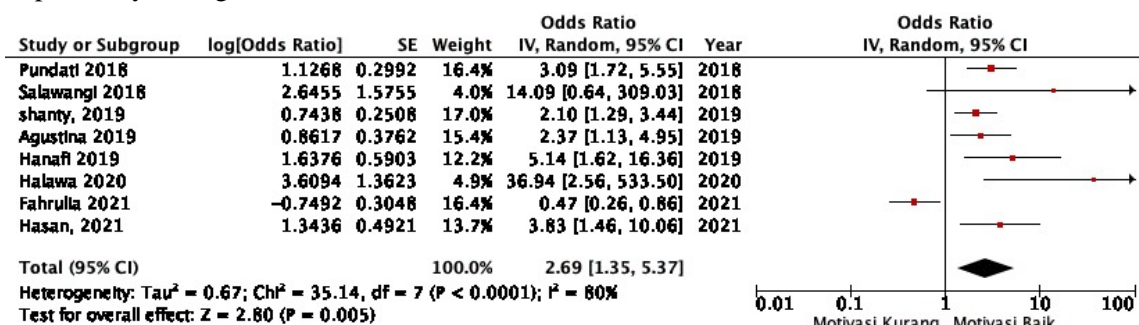 Odds Ratio Odds Ratio
Study or Subgroup log[Odds Ratio] SE Weight IV, Random, 95% CI Year IV, Random, 95% CI
Pundati 2018 1.1268 0.2992 16.4% 3.09 [1.72, 5.55] 2018
Salawangi 2018 2.6455 1.5755 4.0% 14.09 [0.64, 309.03] 2018
shanty, 2019 0.7438 0.2508 17.0% 2.10 [1.29, 3.44] 2019
Agustina 2019 0.8617 0.3762 15.4% 2.37 [1.13, 4.95] 2019
Hanafi 2019 1.6376 0.5903 12.2% 5.14 [1.62, 16.36] 2019
Halawa 2020 3.6094 1.3623 4.9% 36.94 [2.56, 533.50] 2020
Fahrulla 2021 -0.7492 0.3048 16.4% 0.47 [0.26, 0.86] 2021
Hasan, 2021 1.3436 0.4921 13.7% 3.83 [1.46, 10.06] 2021
Total (95% CI) 100.0% 2.69 [1.35, 5.37]
Heterogeneity: Tau² = 0.67; Chi² = 35.14, df = 7 (P < 0.0001); I² = 80%
Test for overall effect: Z = 2.80 (P = 0.005)
0.01 0.1 1 10 100
Motivasi Kurang Motivasi Baik